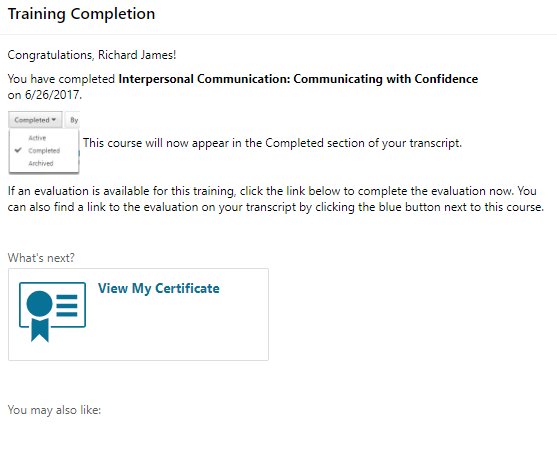 Training Completion
Congratulations, Richard James!
You have completed Interpersonal Communication: Communicating with Confidence
on 6/26/2017.
Completed By
Active
Completed
Archived
This course will now appear in the Completed section of your transcript.
If an evaluation is available for this training, click the link below to complete the evaluation now. You
can also find a link to the evaluation on your transcript by clicking the blue button next to this course.
What's next?
View My Certificate
You may also like: